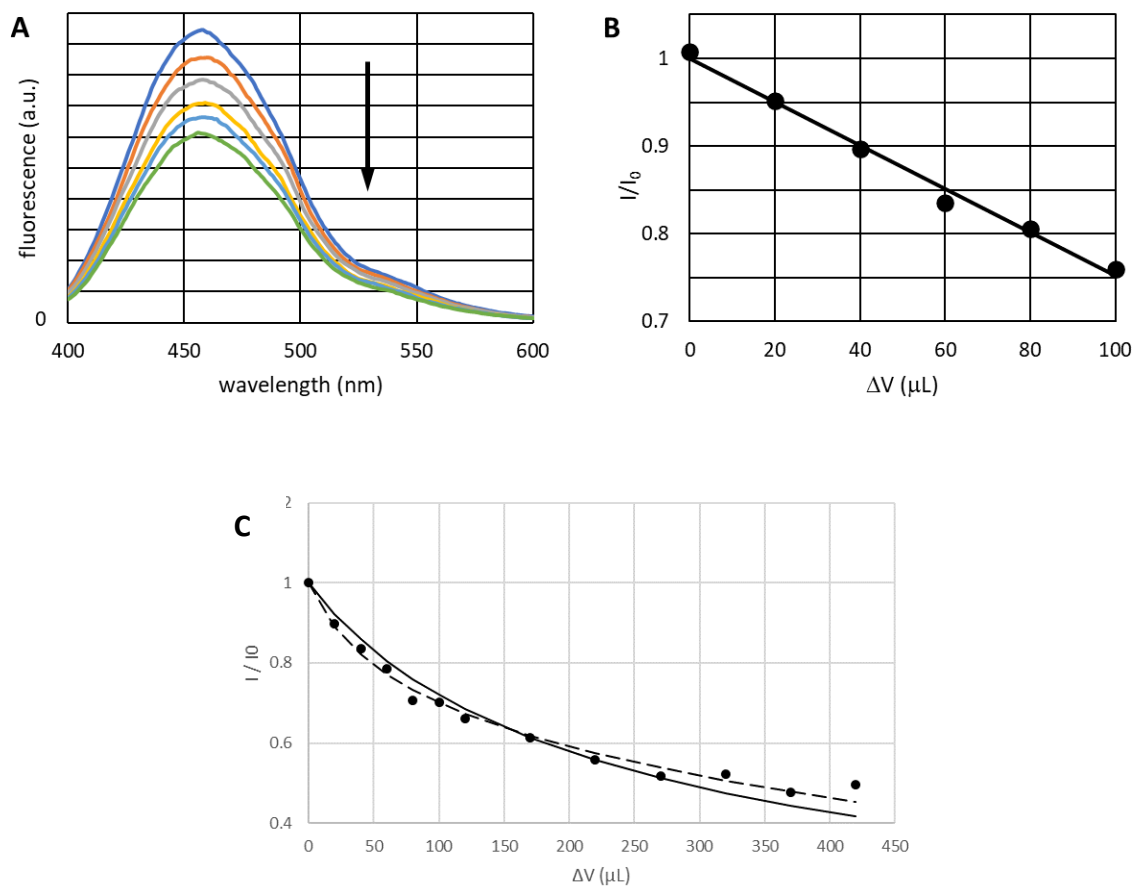 A
fluorescence (a.u.)
0
400 450 500 550 600
wavelength (nm)
B
I/I0
1
0.9
0.8
0.7
0 20 40 60 80 100
ΔV (μL)
C
I / I0
2
1
0.8
0.6
0.4
0 50 100 150 200 250 300 350 400 450
ΔV (μL)